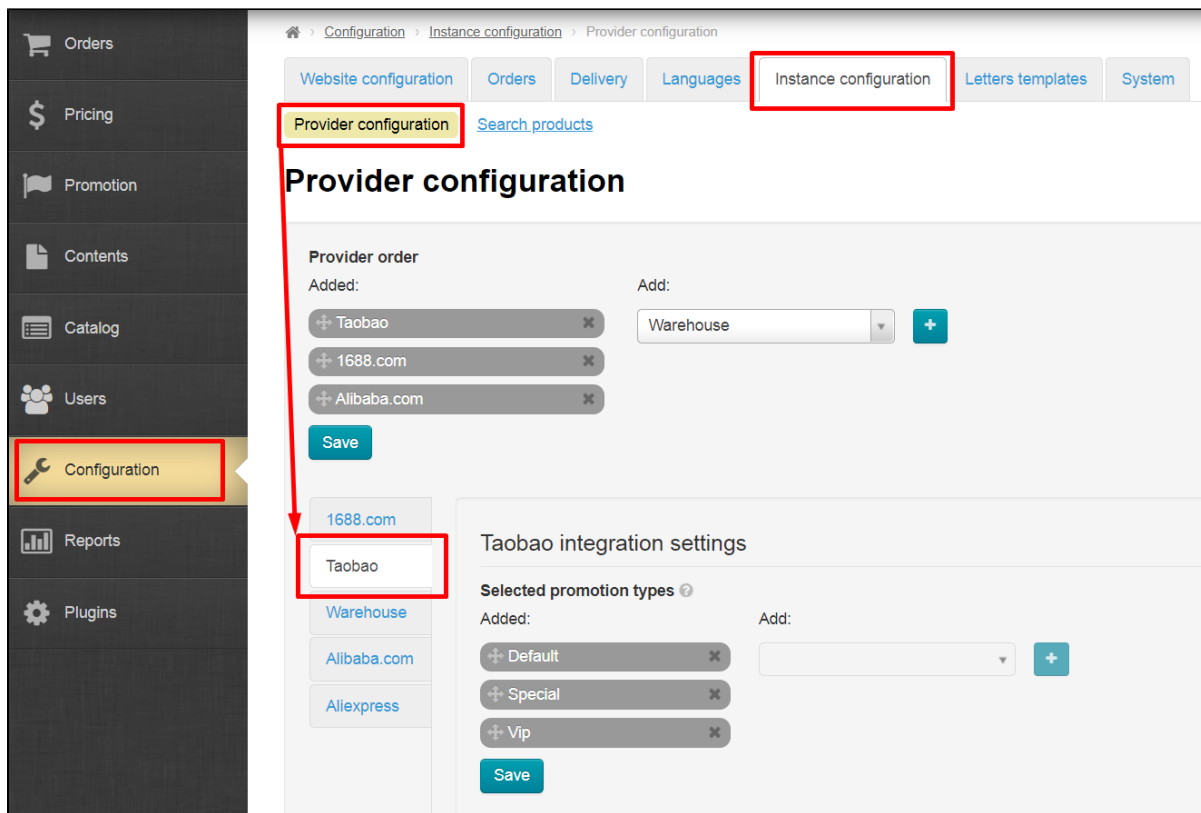 Orders
Pricing
Promotion
Contents
Catalog
Users
Configuration
Reports
Plugins
Configuration › Instance configuration › Provider configuration
Website configuration Orders Delivery Languages Instance configuration Letters templates System
Provider configuration Search products
Provider configuration
Provider order
Added: Add:
Taobao Warehouse
1688.com
Alibaba.com
Save
1688.com
Taobao
Warehouse
Alibaba.com
Aliexpress
Taobao integration settings
Selected promotion types
Added: Add:
Default
Special
Vip
Save